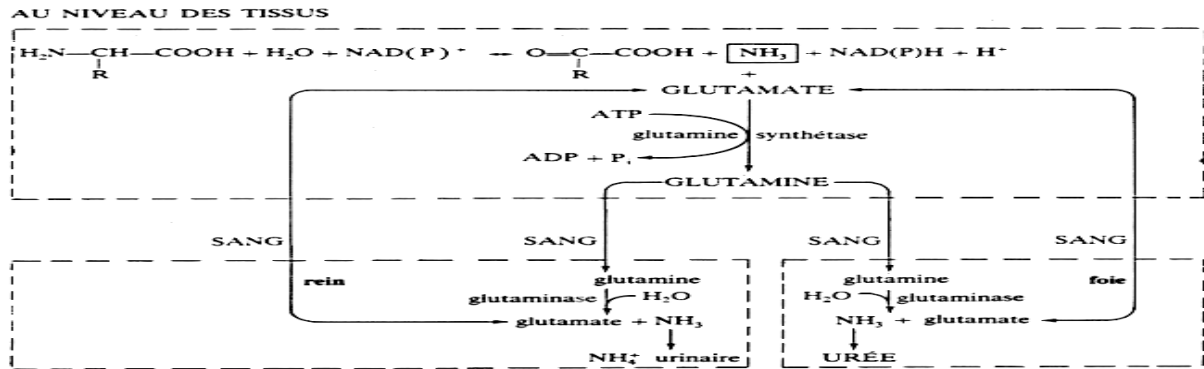 AU NIVEAU DES TISSUS
H₂N—CH—COOH + H₂O + NAD(P)⁺ ↔ O=C—COOH + NH₃ + NAD(P)H + H⁺
R R +
GLUTAMATE
ATP
glutamine synthétase
ADP + Pᵢ
GLUTAMINE
SANG SANG SANG SANG
rein glutamine glutamine foie
glutaminase H₂O H₂O glutaminase
glutamate + NH₃ NH₃ + glutamate
NH₄⁺ urinaire URÉE